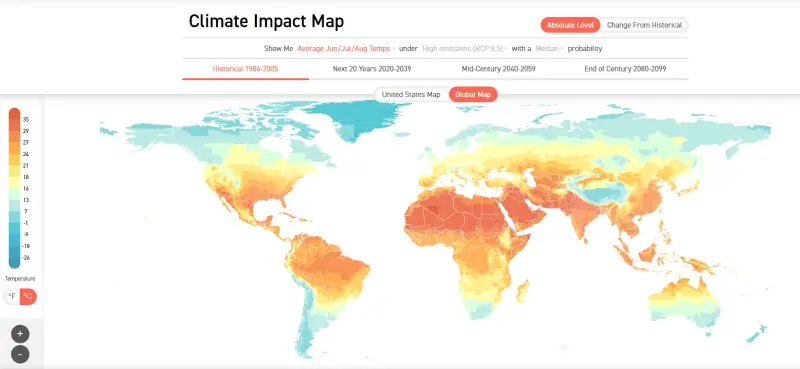 Climate Impact Map
Absolute Level Change From Historical
Show Me Average Jun/Jul/Aug Temps under High emissions (RCP 8.5) with a Median probability
Historical 1986-2005 Next 20 Years 2020-2039 Mid-Century 2040-2059 End of Century 2080-2099
United States Map Global Map
35
29
27
24
21
18
16
13
7
-1
-9
-18
-26
Temperature
°F °C
+
-